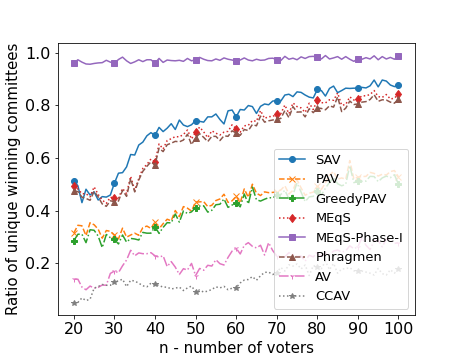 1.0
0.8
0.6
0.4
0.2
Ratio of unique winning committees
20 30 40 50 60 70 80 90 100
n - number of voters
SAV
PAV
GreedyPAV
MEqS
MEqS-Phase-I
Phragmen
AV
CCAV